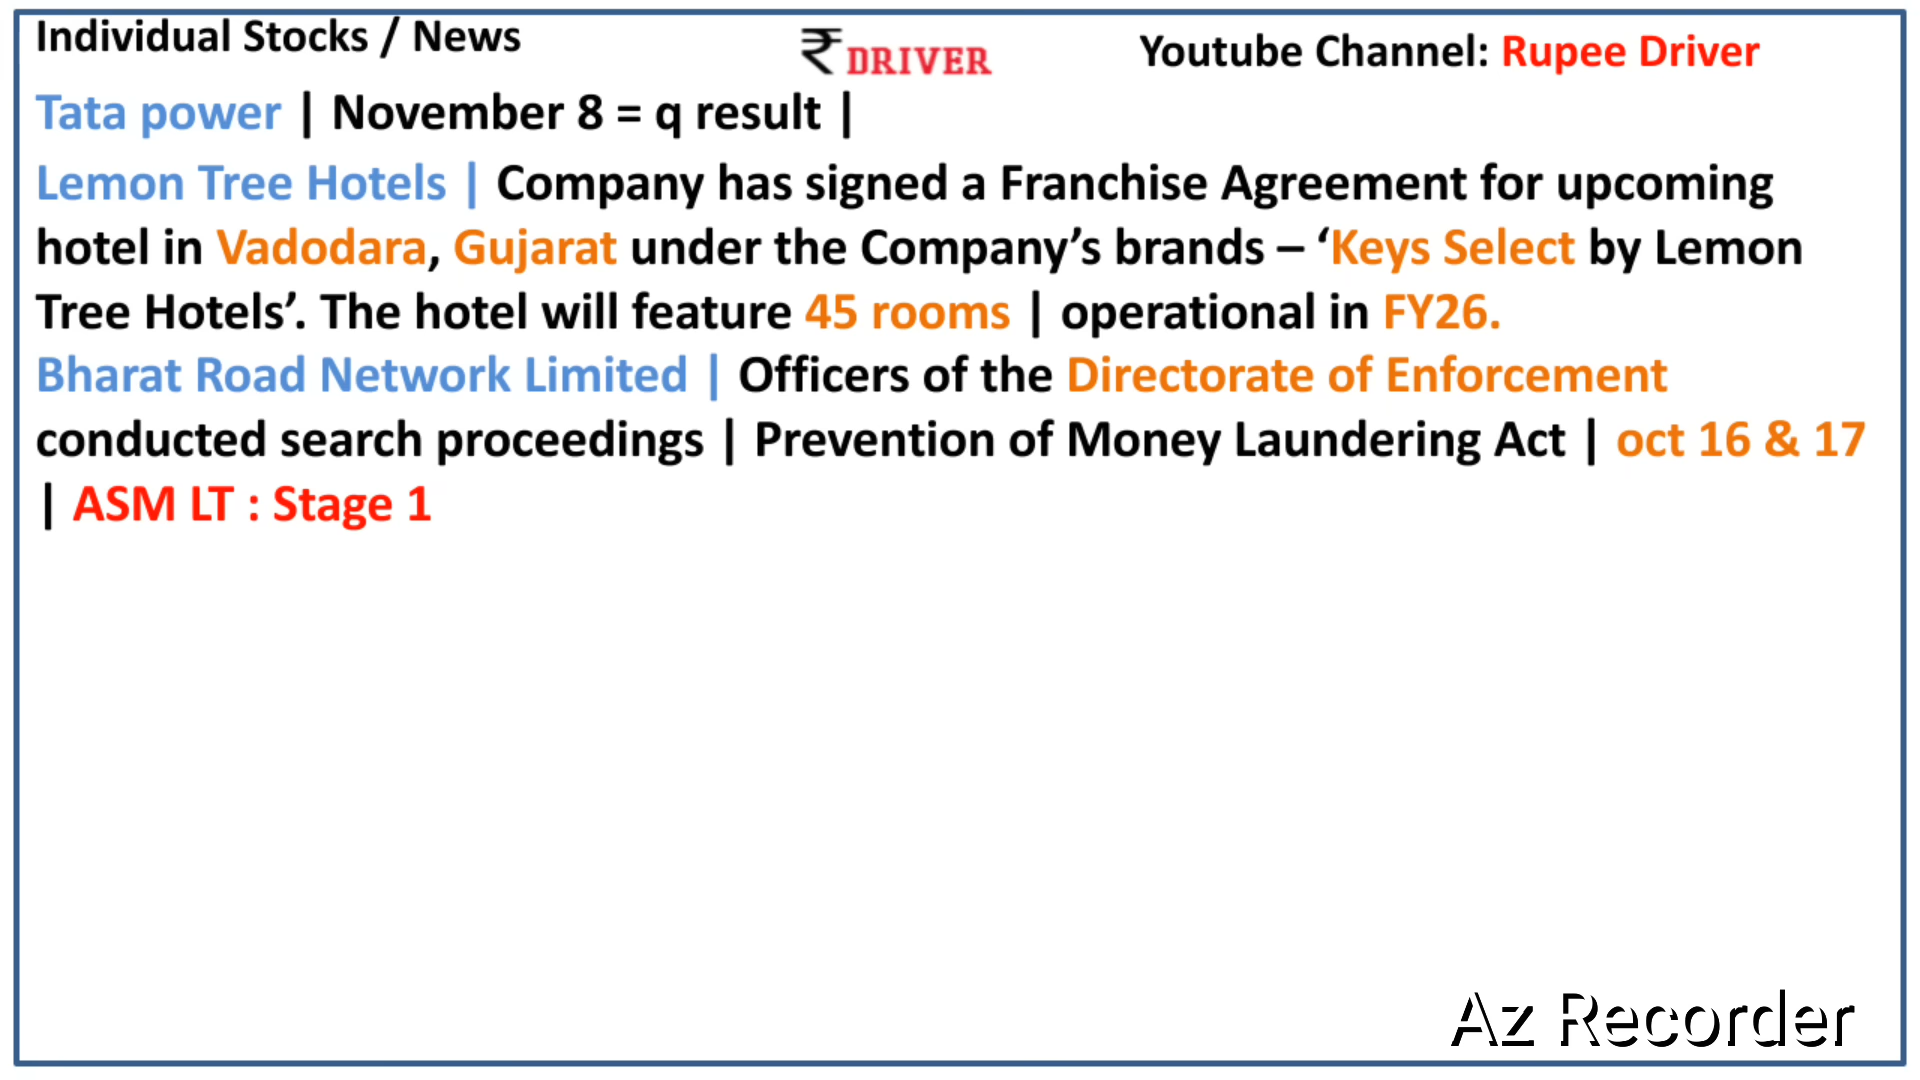 Individual Stocks / News
₹ DRIVER
Youtube Channel: Rupee Driver
Tata power | November 8 = q result |
Lemon Tree Hotels | Company has signed a Franchise Agreement for upcoming
hotel in Vadodara, Gujarat under the Company’s brands – ‘Keys Select by Lemon
Tree Hotels’. The hotel will feature 45 rooms | operational in FY26.
Bharat Road Network Limited | Officers of the Directorate of Enforcement
conducted search proceedings | Prevention of Money Laundering Act | oct 16 & 17
| ASM LT : Stage 1
Az Recorder